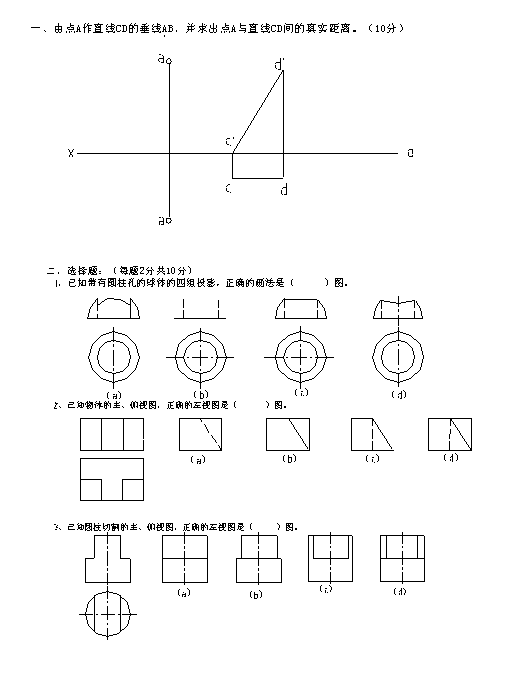 一、由点A作直线CD的垂线AB，并求出点A与直线CD间的真实距离。（10分）
a。
d'
c'
x
o
c
d
a。
二、选择题：（每题2分共10分）
1、已知带有圆柱孔的球体的四组投影，正确的画法是（ ）图。
(a) (b) (c) (d)
2、已知物体的主、俯视图，正确的左视图是（ ）图。
(a) (b) (c) (d)
3、已知圆柱切割的主、俯视图，正确的左视图是（ ）图。
(a) (b) (c) (d)